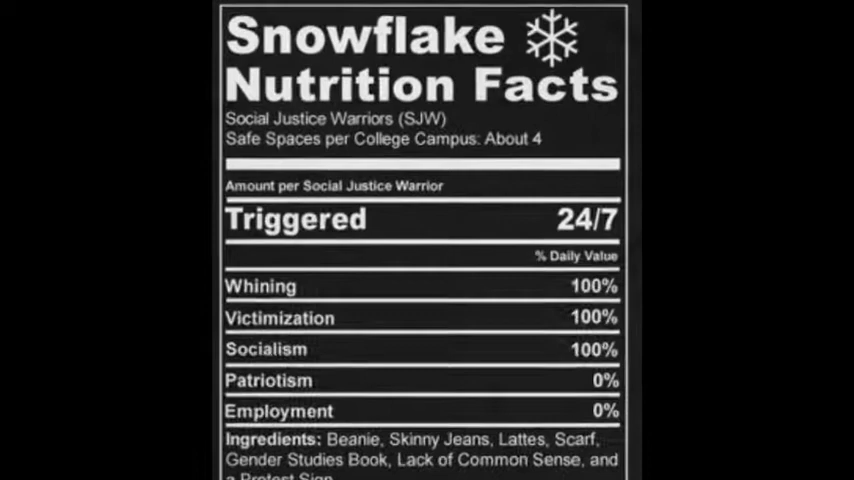 Snowflake
Nutrition Facts
Social Justice Warriors (SJW)
Safe Spaces per College Campus: About 4
Amount per Social Justice Warrior
Triggered 24/7
% Daily Value
Whining 100%
Victimization 100%
Socialism 100%
Patriotism 0%
Employment 0%
Ingredients: Beanie, Skinny Jeans, Lattes, Scarf,
Gender Studies Book, Lack of Common Sense, and
a Protest Sign